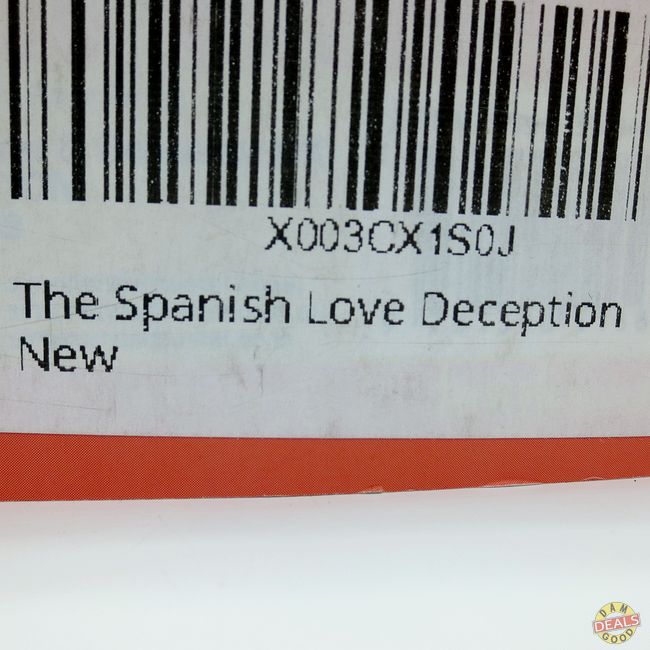 X003CX1S0J
The Spanish Love Deception
New
DAM
DEALS
GOOD